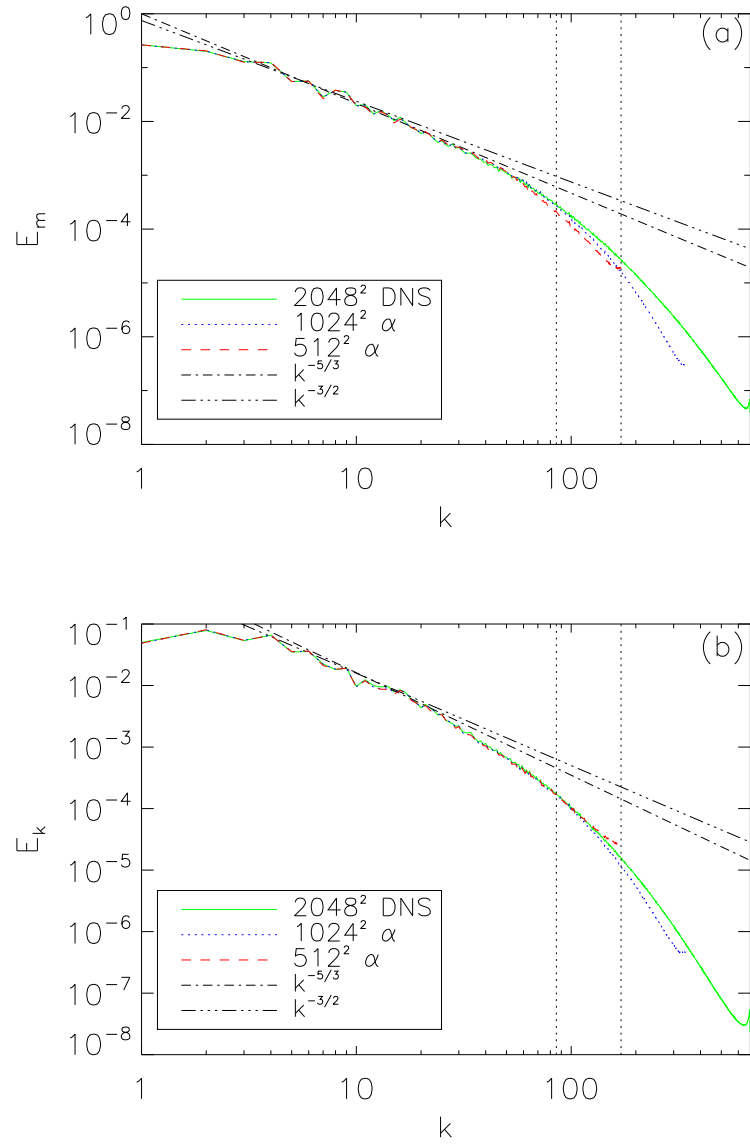 (a)
10⁰
10⁻²
10⁻⁴
10⁻⁶
10⁻⁸
E_m
2048² DNS
1024² α
512² α
k^{-5/3}
k^{-3/2}
1
10
100
k
(b)
10⁻¹
10⁻²
10⁻³
10⁻⁴
10⁻⁵
10⁻⁶
10⁻⁷
10⁻⁸
E_k
2048² DNS
1024² α
512² α
k^{-5/3}
k^{-3/2}
1
10
100
k